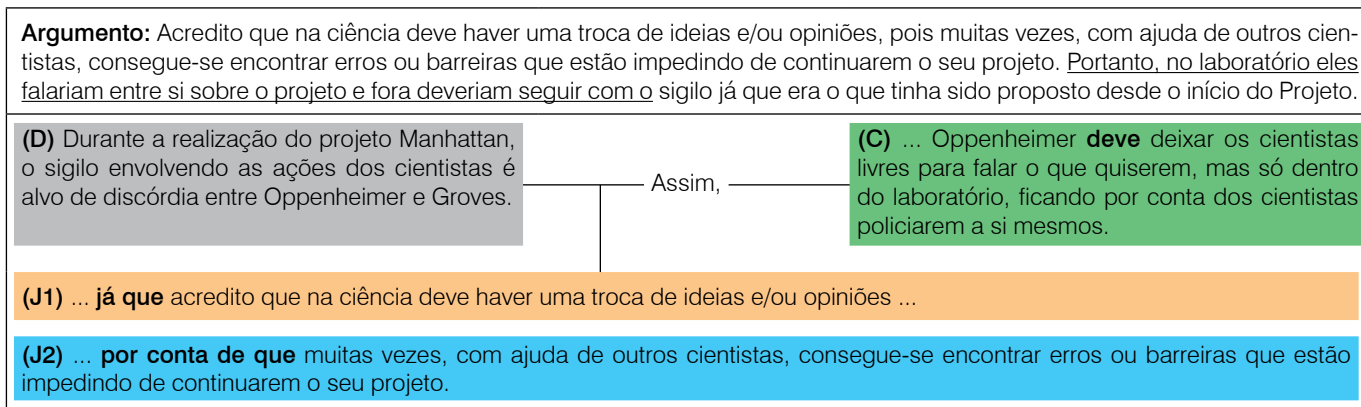 Argumento: Acredito que na ciência deve haver uma troca de ideias e/ou opiniões, pois muitas vezes, com ajuda de outros cien-
tistas, consegue-se encontrar erros ou barreiras que estão impedindo de continuarem o seu projeto. Portanto, no laboratório eles
falariam entre si sobre o projeto e fora deveriam seguir com o sigilo já que era o que tinha sido proposto desde o início do Projeto.
(D) Durante a realização do projeto Manhattan,
o sigilo envolvendo as ações dos cientistas é
alvo de discórdia entre Oppenheimer e Groves.
Assim,
(C) ... Oppenheimer deve deixar os cientistas
livres para falar o que quiserem, mas só dentro
do laboratório, ficando por conta dos cientistas
policiarem a si mesmos.
(J1) ... já que acredito que na ciência deve haver uma troca de ideias e/ou opiniões ...
(J2) ... por conta de que muitas vezes, com ajuda de outros cientistas, consegue-se encontrar erros ou barreiras que estão
impedindo de continuarem o seu projeto.